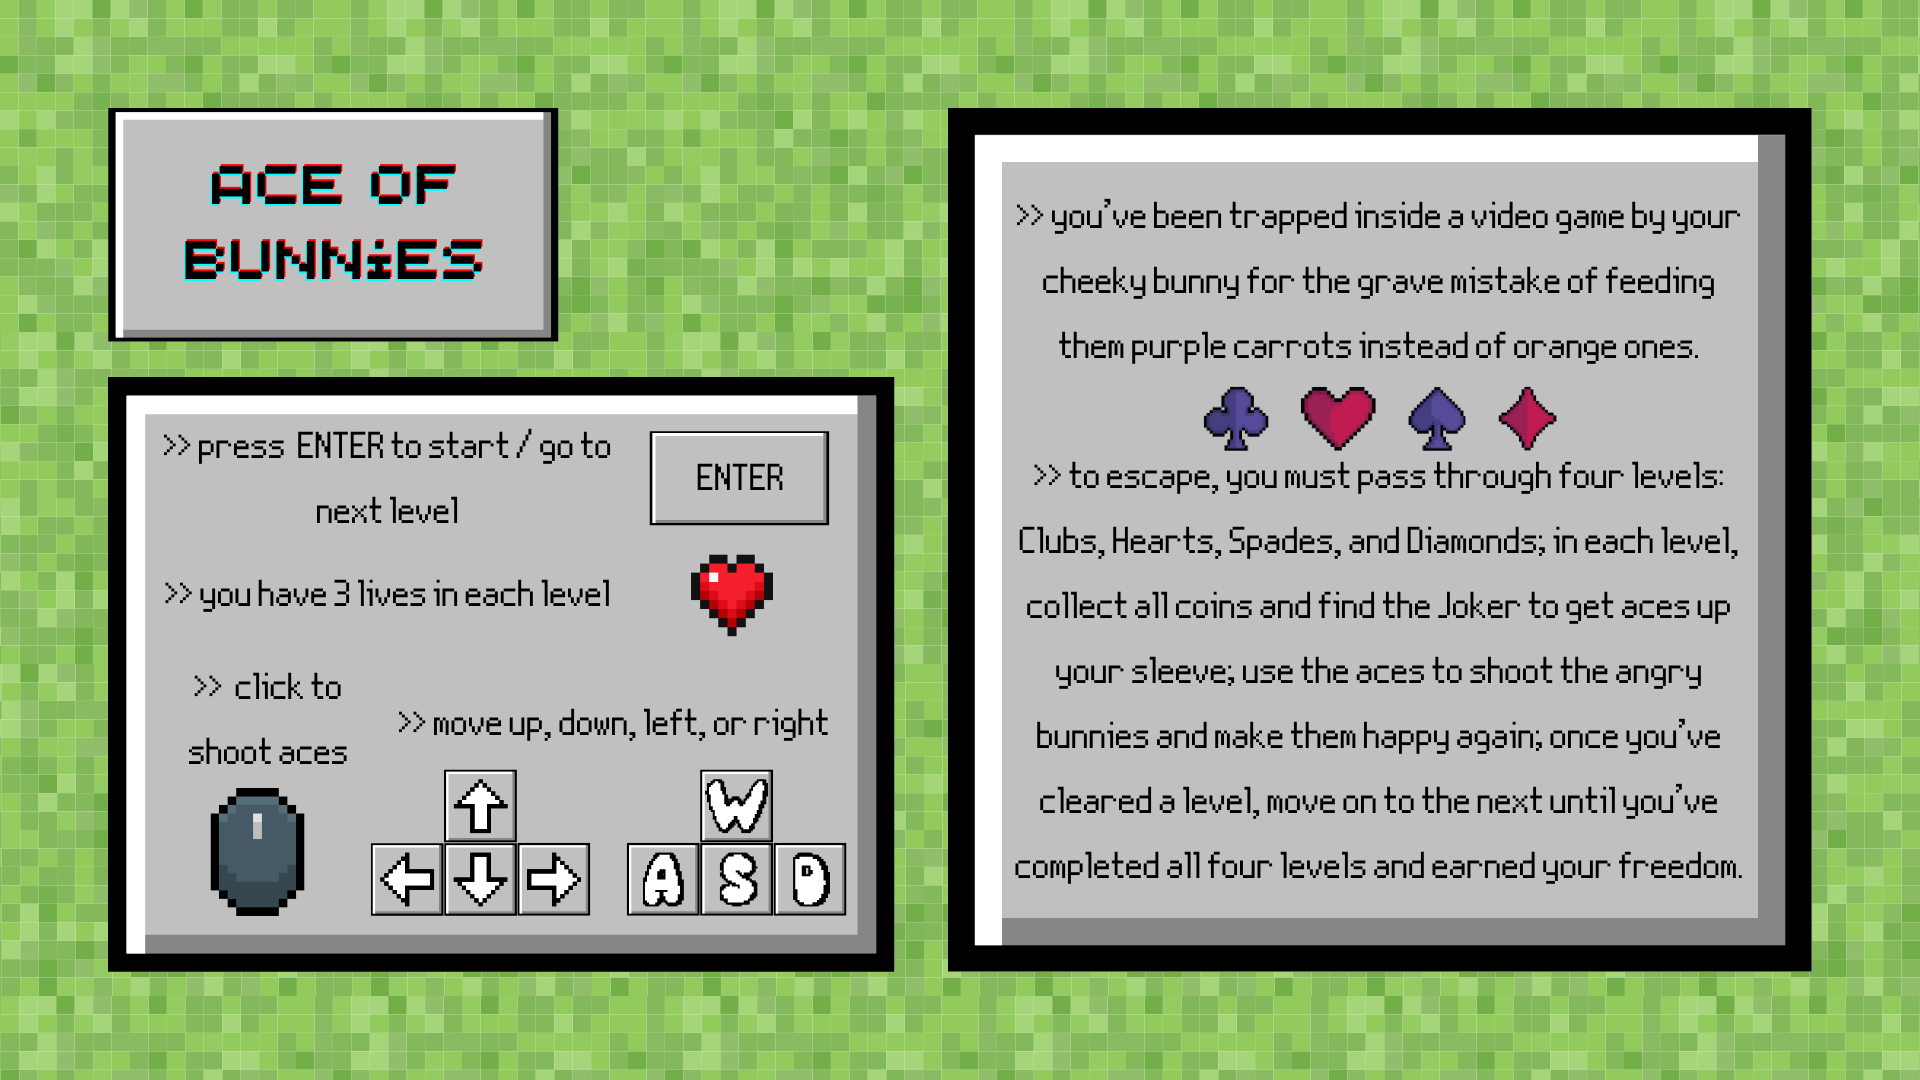 ACE OF
BUNNiES
>> press ENTER to start / go to
next level
ENTER
>> you have 3 lives in each level
>> click to
shoot aces
>> move up, down, left, or right
W
A S D
>> you've been trapped inside a video game by your
cheeky bunny for the grave mistake of feeding
them purple carrots instead of orange ones.
>> to escape, you must pass through four levels:
Clubs, Hearts, Spades, and Diamonds; in each level,
collect all coins and find the Joker to get aces up
your sleeve; use the aces to shoot the angry
bunnies and make them happy again; once you've
cleared a level, move on to the next until you've
completed all four levels and earned your freedom.